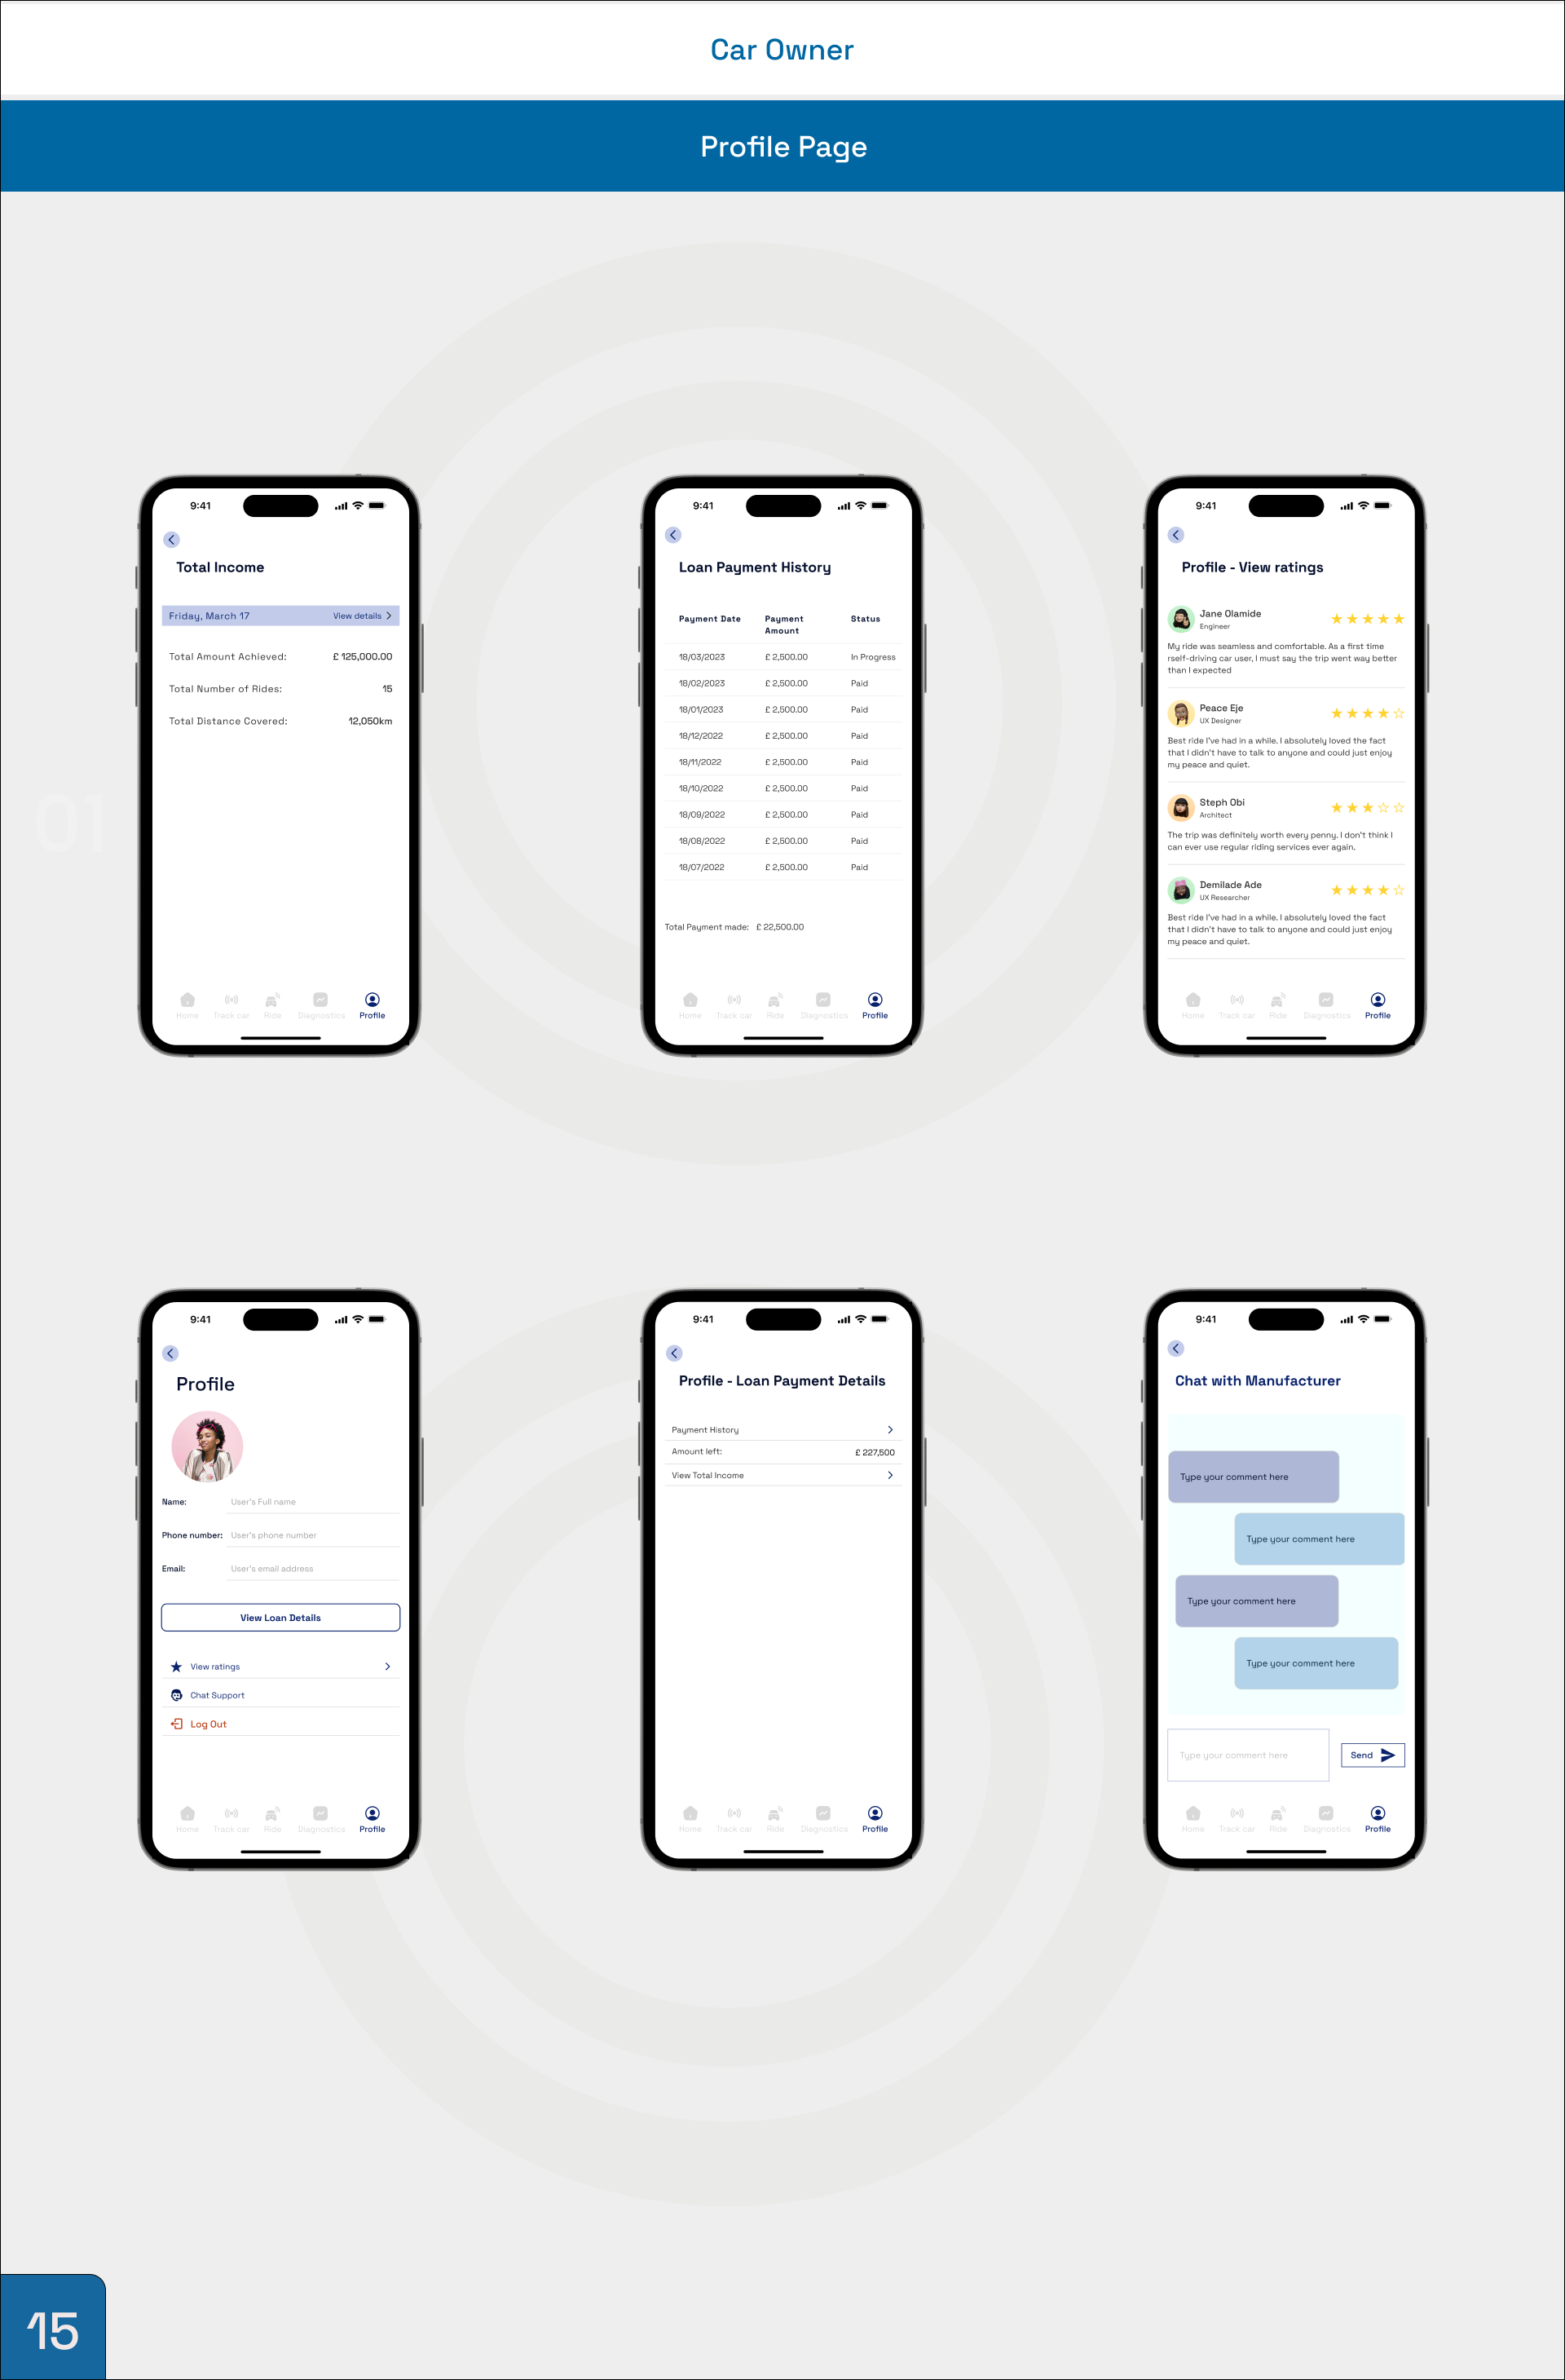 Car Owner
Profile Page
01
9:41
Total Income
Friday, March 17 View details
Total Amount Achieved: £ 125,000.00
Total Number of Rides: 15
Total Distance Covered: 12,050km
Home Track car Ride Diagnostics Profile
9:41
Loan Payment History
Payment Date Payment Status
Amount
18/03/2023 £ 2,500.00 In Progress
18/02/2023 £ 2,500.00 Paid
18/01/2023 £ 2,500.00 Paid
18/12/2022 £ 2,500.00 Paid
18/11/2022 £ 2,500.00 Paid
18/10/2022 £ 2,500.00 Paid
18/09/2022 £ 2,500.00 Paid
18/08/2022 £ 2,500.00 Paid
18/07/2022 £ 2,500.00 Paid
Total Payment made: £ 22,500.00
Home Track car Ride Diagnostics Profile
9:41
Profile - View ratings
Jane Olamide
Engineer
My ride was seamless and comfortable. As a first time
rself-driving car user, I must say the trip went way better
than I expected
Peace Eje
UX Designer
Best ride I've had in a while. I absolutely loved the fact
that I didn't have to talk to anyone and could just enjoy
my peace and quiet.
Steph Obi
Architect
The trip was definitely worth every penny. I don't think I
can ever use regular riding services ever again.
Demilade Ade
UX Researcher
Best ride I've had in a while. I absolutely loved the fact
that I didn't have to talk to anyone and could just enjoy
my peace and quiet.
Home Track car Ride Diagnostics Profile
9:41
Profile
Name: User's Full name
Phone number: User's phone number
Email: User's email address
View Loan Details
View ratings
Chat Support
Log Out
Home Track car Ride Diagnostics Profile
9:41
Profile - Loan Payment Details
Payment History
Amount left: £ 227,500
View Total Income
Home Track car Ride Diagnostics Profile
9:41
Chat with Manufacturer
Type your comment here
Type your comment here
Type your comment here
Type your comment here
Type your comment here Send
Home Track car Ride Diagnostics Profile
15